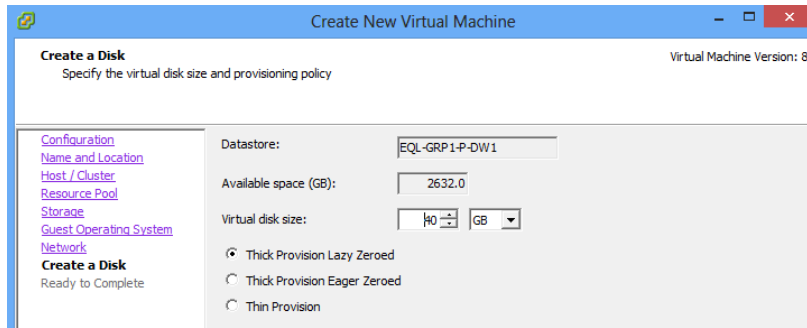 Create New Virtual Machine
Create a Disk
Specify the virtual disk size and provisioning policy
Virtual Machine Version: 8
Configuration
Name and Location
Host / Cluster
Resource Pool
Storage
Guest Operating System
Network
Create a Disk
Ready to Complete
Datastore: EQL-GRP1-P-DW1
Available space (GB): 2632.0
Virtual disk size: 40 GB
Thick Provision Lazy Zeroed
Thick Provision Eager Zeroed
Thin Provision